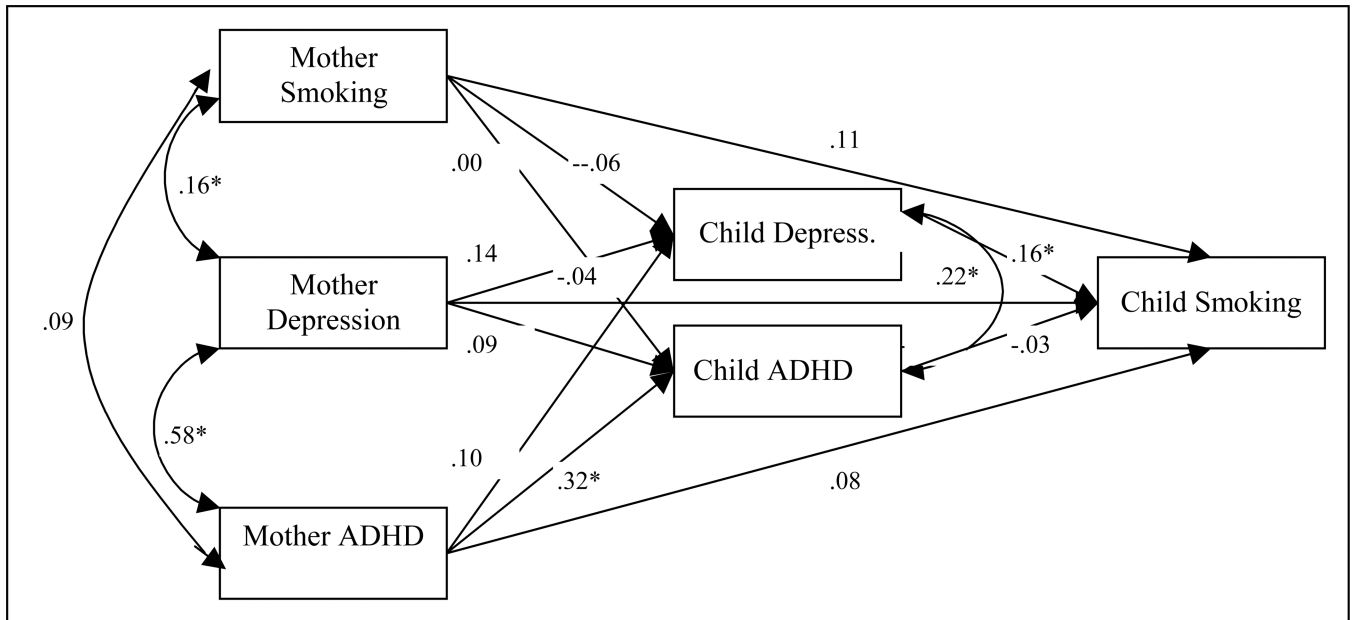 Mother
Smoking
.11
.00
--.06
.16*
Child Depress.
.14
-.04
.16*
.22*
Mother
Depression
Child Smoking
.09
.09
-.03
Child ADHD
.58*
.10
.32*
.08
Mother ADHD